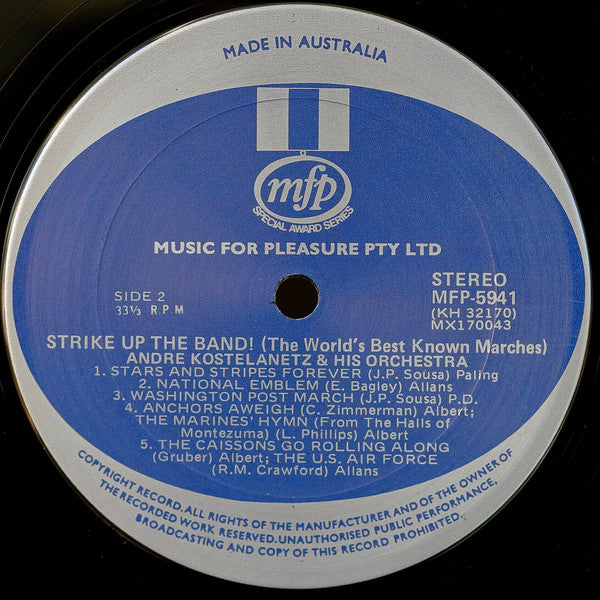 MADE IN AUSTRALIA
mfp
SPECIAL AWARD SERIES
MUSIC FOR PLEASURE PTY LTD
SIDE 2
33⅓ R P M
STEREO
MFP-5941
(KH 32170)
MX170043
STRIKE UP THE BAND! (The World's Best Known Marches)
ANDRE KOSTELANETZ & HIS ORCHESTRA
1. STARS AND STRIPES FOREVER (J.P. Sousa) Paling
2. NATIONAL EMBLEM (E. Bagley) Allans
3. WASHINGTON POST MARCH (J.P. Sousa) P.D.
4. ANCHORS AWEIGH (C. Zimmerman) Albert;
THE MARINES' HYMN (From The Halls of
Montezuma) (L. Phillips) Albert
5. THE CAISSONS GO ROLLING ALONG
(Gruber) Albert; THE U.S. AIR FORCE
(R.M. Crawford) Allans
COPYRIGHT RECORD. ALL RIGHTS OF THE MANUFACTURER AND OF THE OWNER OF
THE RECORDED WORK RESERVED. UNAUTHORISED PUBLIC PERFORMANCE,
BROADCASTING AND COPY OF THIS RECORD PROHIBITED.